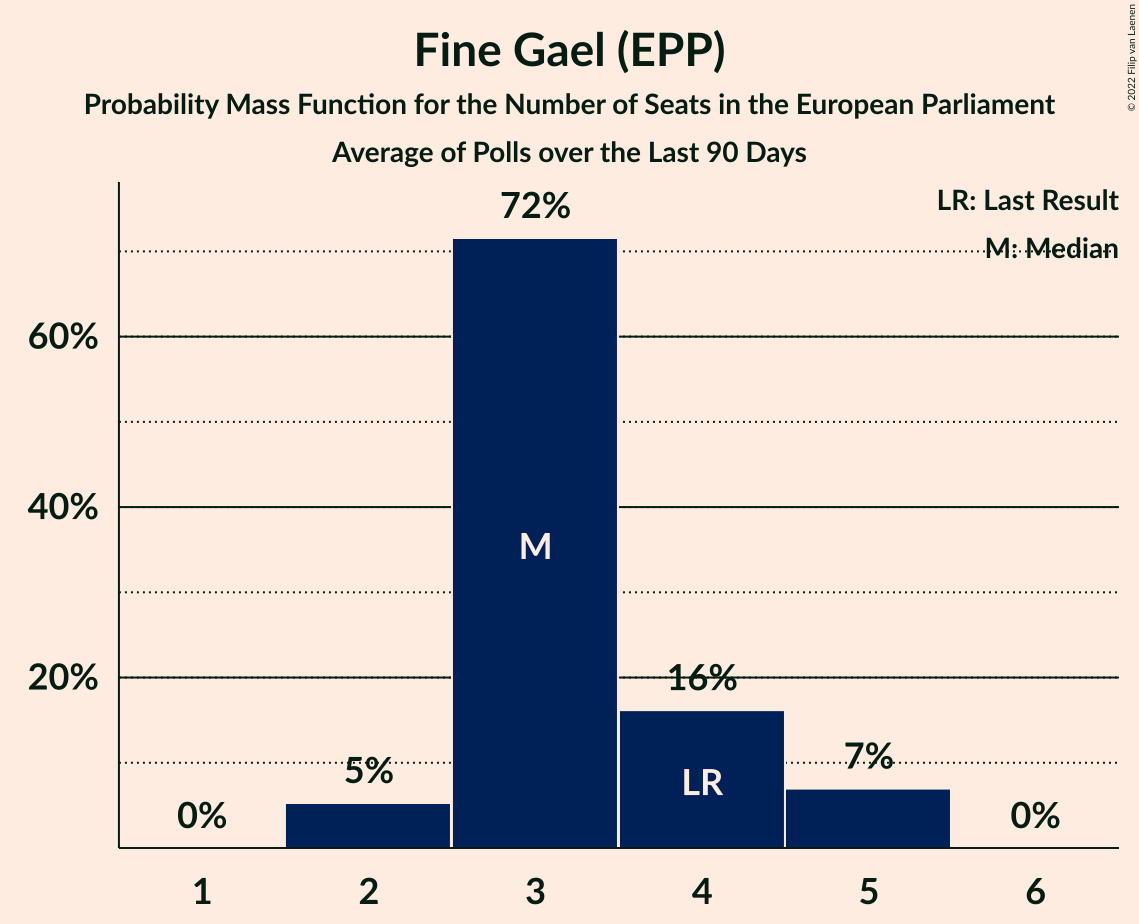 Fine Gael (EPP)
Probability Mass Function for the Number of Seats in the European Parliament
Average of Polls over the Last 90 Days
© 2022 Filip van Laenen
LR: Last Result
M: Median
72%
60%
40%
M
20%
16%
LR
5%
7%
0%
0%
1 2 3 4 5 6